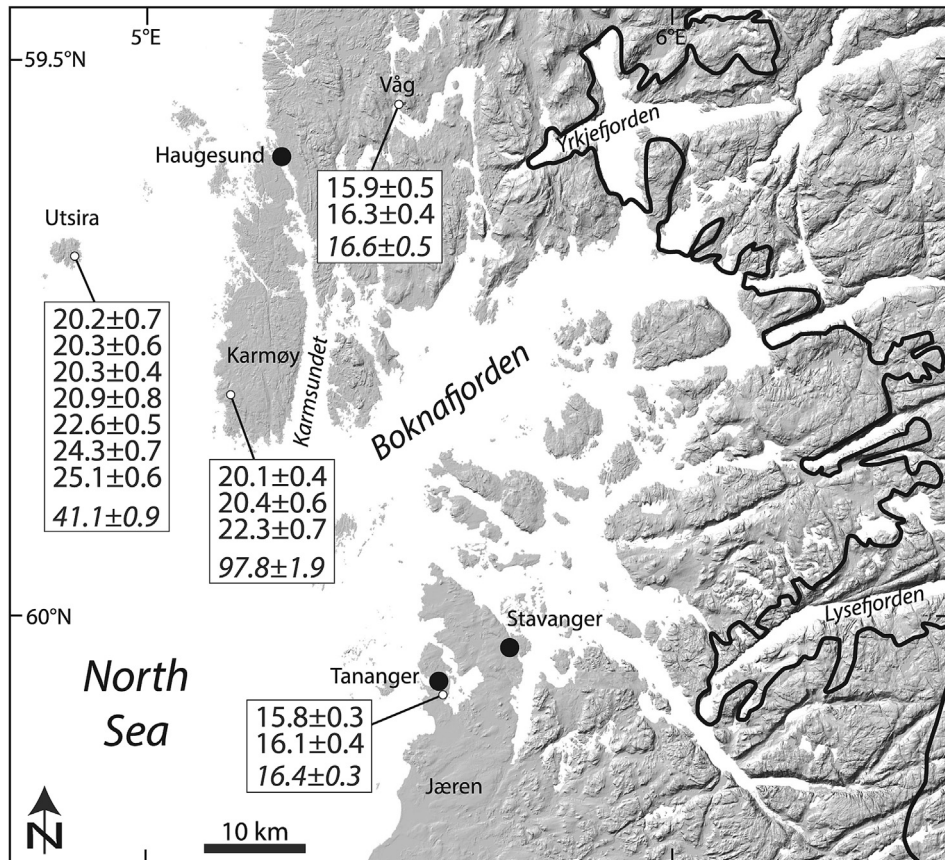 5°E
6°E
59.5°N
Våg
Yrkjefjorden
Haugesund
15.9±0.5
16.3±0.4
16.6±0.5
Utsira
20.2±0.7
20.3±0.6
20.3±0.4
20.9±0.8
22.6±0.5
24.3±0.7
25.1±0.6
41.1±0.9
Karmøy
Karmsundet
Boknafjorden
20.1±0.4
20.4±0.6
22.3±0.7
97.8±1.9
60°N
Lysefjorden
Stavanger
North
Sea
Tananger
15.8±0.3
16.1±0.4
16.4±0.3
Jæren
N
10 km